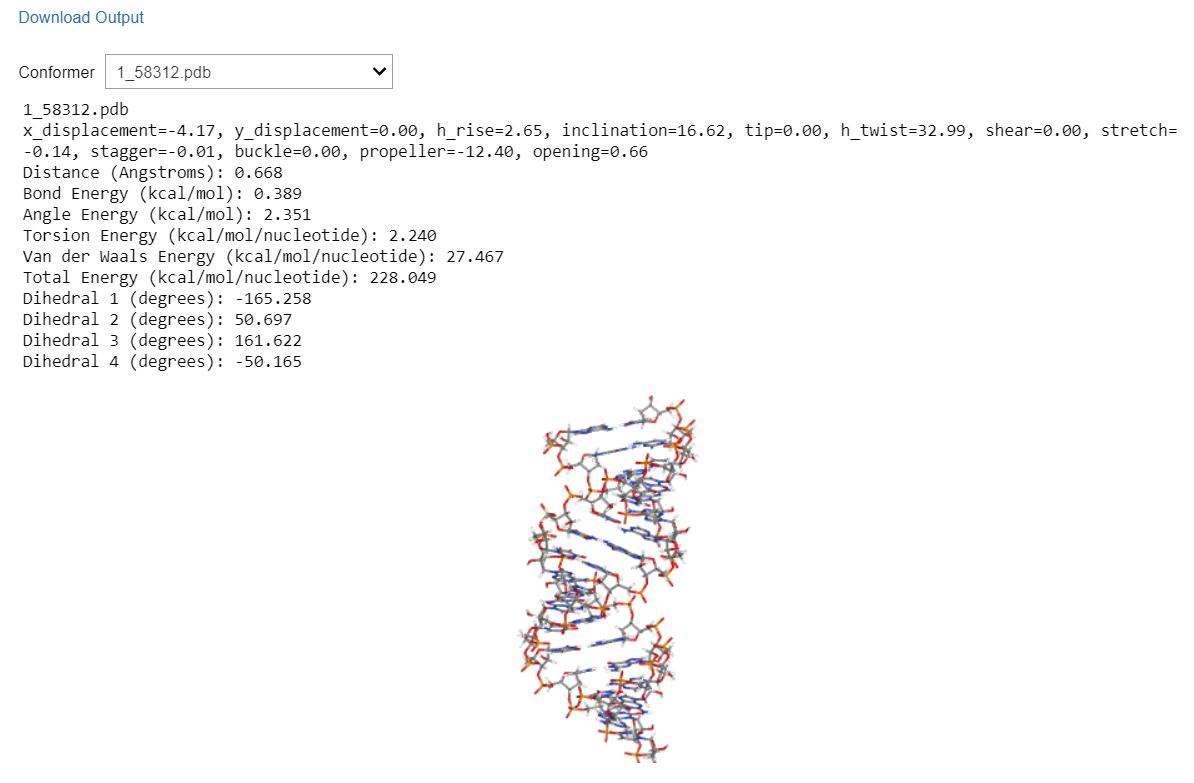 Download Output
Conformer 1_58312.pdb
1_58312.pdb
x_displacement=-4.17, y_displacement=0.00, h_rise=2.65, inclination=16.62, tip=0.00, h_twist=32.99, shear=0.00, stretch=
-0.14, stagger=-0.01, buckle=0.00, propeller=-12.40, opening=0.66
Distance (Angstroms): 0.668
Bond Energy (kcal/mol): 0.389
Angle Energy (kcal/mol): 2.351
Torsion Energy (kcal/mol/nucleotide): 2.240
Van der Waals Energy (kcal/mol/nucleotide): 27.467
Total Energy (kcal/mol/nucleotide): 228.049
Dihedral 1 (degrees): -165.258
Dihedral 2 (degrees): 50.697
Dihedral 3 (degrees): 161.622
Dihedral 4 (degrees): -50.165